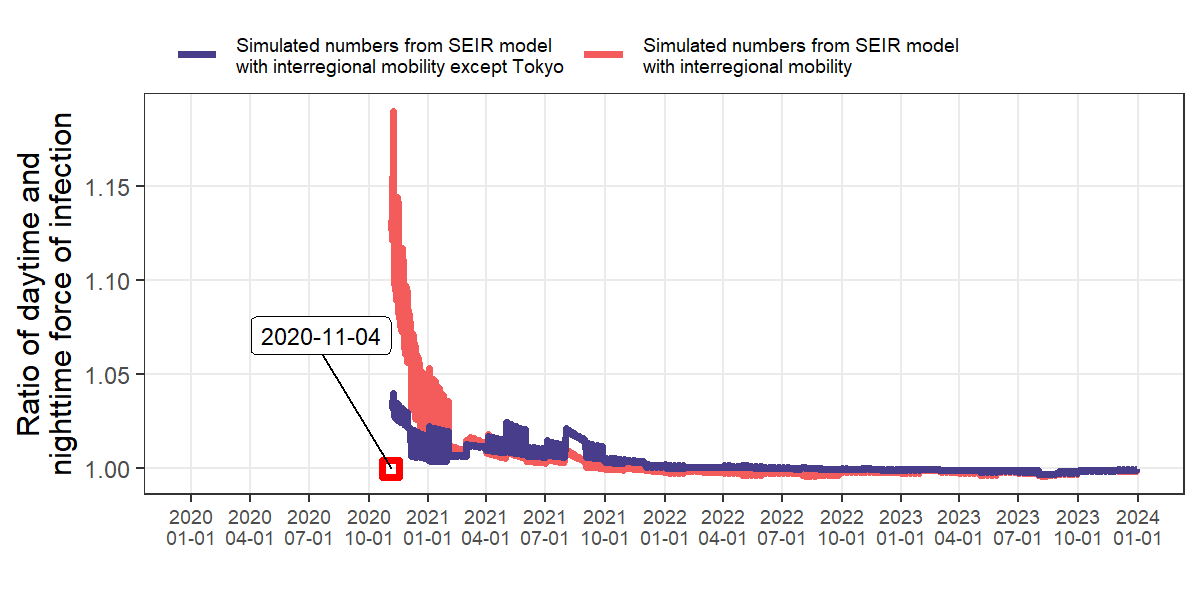 Simulated numbers from SEIR model
with interregional mobility except Tokyo
Simulated numbers from SEIR model
with interregional mobility
Ratio of daytime and
nighttime force of infection
1.15
1.10
1.05
1.00
2020-11-04
2020 2020 2020 2020 2021 2021 2021 2021 2022 2022 2022 2022 2023 2023 2023 2023 2024
01-01 04-01 07-01 10-01 01-01 04-01 07-01 10-01 01-01 04-01 07-01 10-01 01-01 04-01 07-01 10-01 01-01